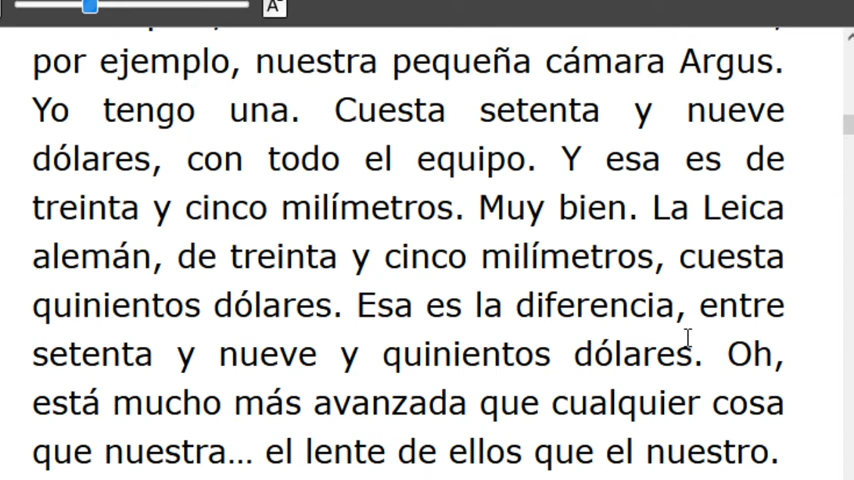 A
por ejemplo, nuestra pequeña cámara Argus.
Yo tengo una. Cuesta setenta y nueve
dólares, con todo el equipo. Y esa es de
treinta y cinco milímetros. Muy bien. La Leica
alemán, de treinta y cinco milímetros, cuesta
quinientos dólares. Esa es la diferencia, entre
setenta y nueve y quinientos dólares. Oh,
está mucho más avanzada que cualquier cosa
que nuestra… el lente de ellos que el nuestro.